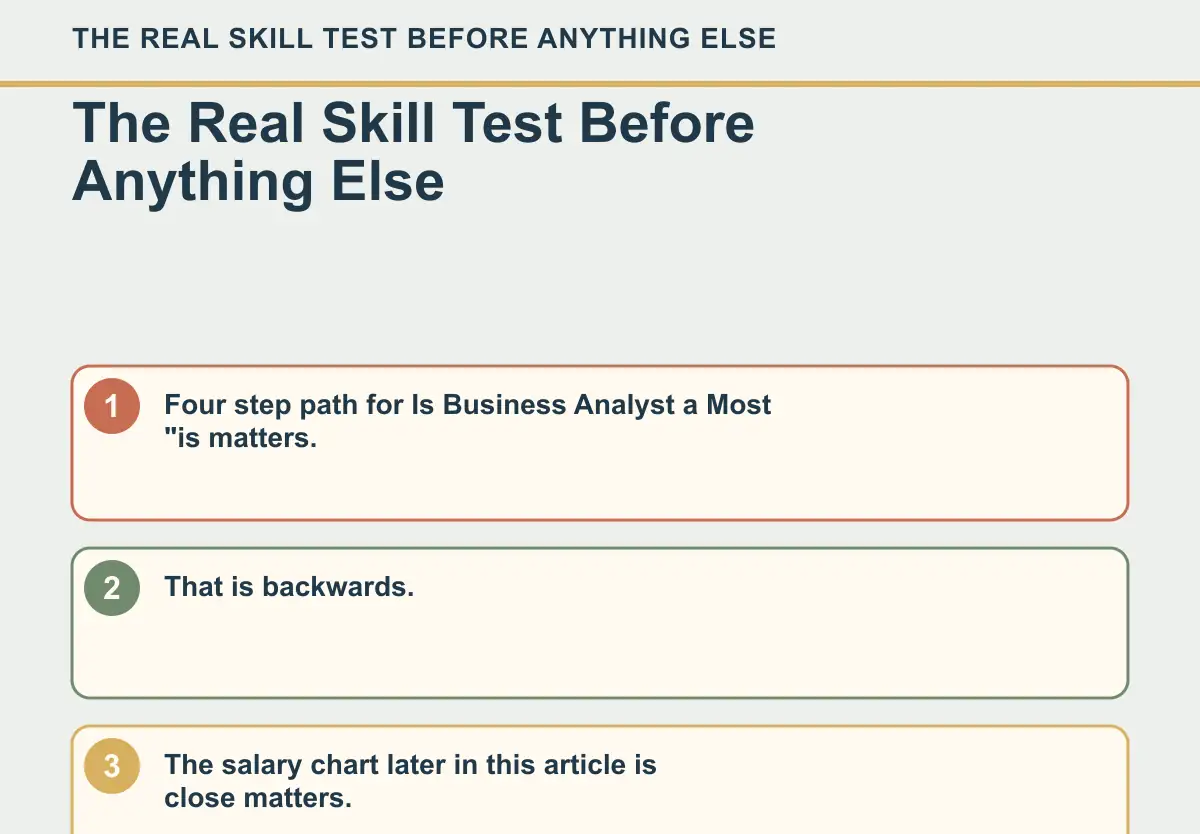 THE REAL SKILL TEST BEFORE ANYTHING ELSE
The Real Skill Test Before
Anything Else
1
Four step path for Is Business Analyst a Most
"is matters.
2
That is backwards.
3
The salary chart later in this article is
close matters.